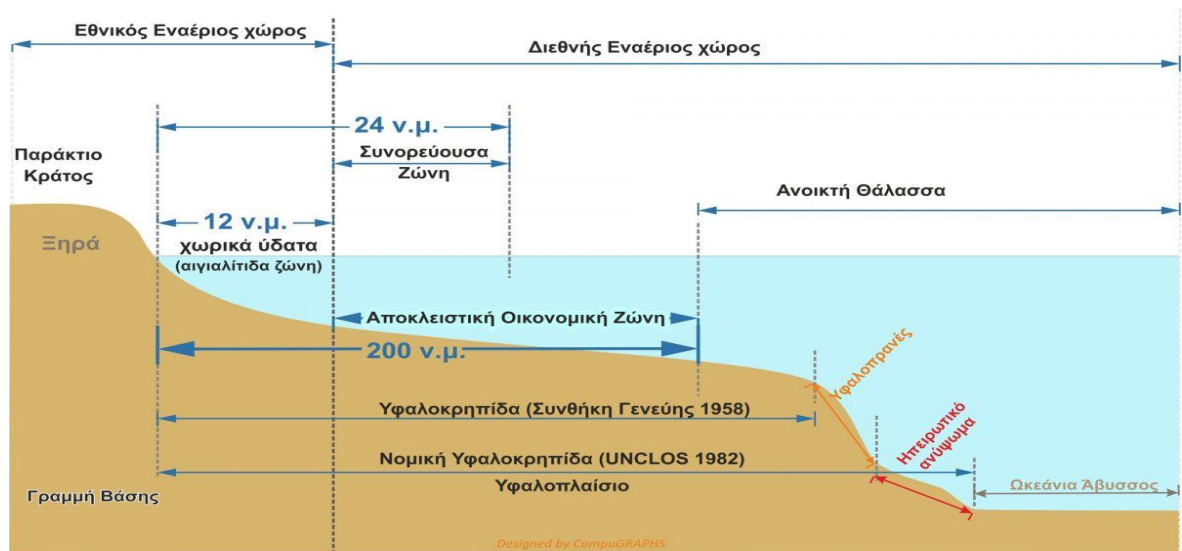 Εθνικός Εναέριος χώρος
Διεθνής Εναέριος χώρος
24 ν.μ.
Συνορεύουσα
Ζώνη
Παράκτιο
Κράτος
Ανοικτή Θάλασσα
12 ν.μ.
Ξηρά
χωρικά ύδατα
(αιγιαλίτιδα ζώνη)
Αποκλειστική Οικονομική Ζώνη
200 ν.μ.
Υφαλοπρανές
Υφαλοκρηπίδα (Συνθήκη Γενεύης 1958)
Ηπειρωτικό
ανύψωμα
Νομική Υφαλοκρηπίδα (UNCLOS 1982)
Υφαλοπλαίσιο
Ωκεάνια Άβυσσος
Γραμμή Βάσης
Designed by CompuGRAPHS